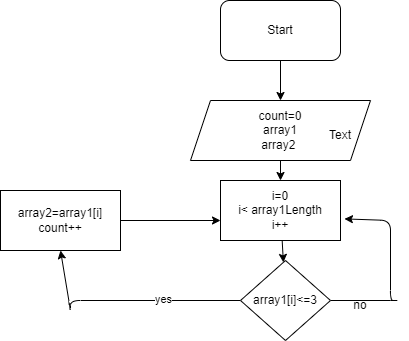 Start
count=0
array1
array2
Text
i=0
i< array1Length
i++
array2=array1[i]
count++
array1[i]<=3
yes
no